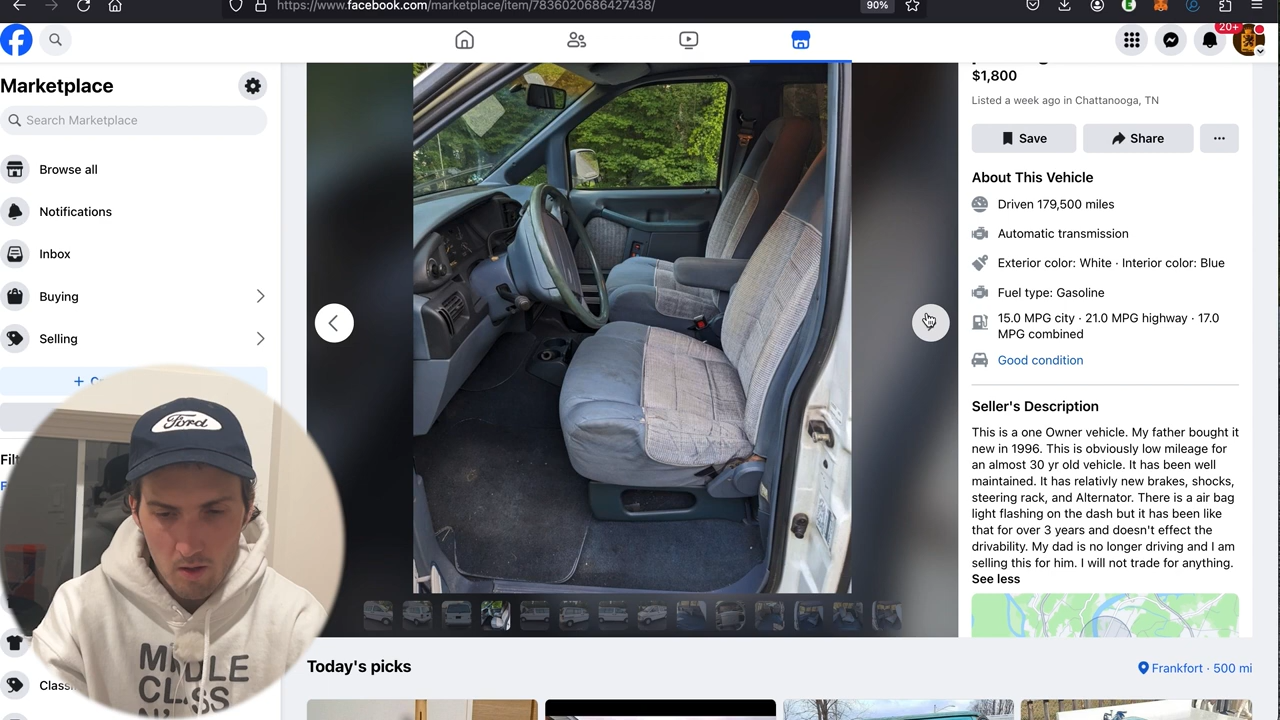 https://www.facebook.com/marketplace/item/7836020686427438/
90%
20+
Marketplace
$1,800
Listed a week ago in Chattanooga, TN
Search Marketplace
Save
Share
Browse all
About This Vehicle
Notifications
Driven 179,500 miles
Automatic transmission
Inbox
Exterior color: White · Interior color: Blue
Buying
Fuel type: Gasoline
Selling
15.0 MPG city · 21.0 MPG highway · 17.0
MPG combined
Good condition
Seller's Description
This is a one Owner vehicle. My father bought it
new in 1996. This is obviously low mileage for
an almost 30 yr old vehicle. It has been well
maintained. It has relativly new brakes, shocks,
steering rack, and Alternator. There is a air bag
light flashing on the dash but it has been like
that for over 3 years and doesn't effect the
drivability. My dad is no longer driving and I am
selling this for him. I will not trade for anything.
See less
Ford
MIDDLE
CLASS
Today's picks
Frankfort · 500 mi